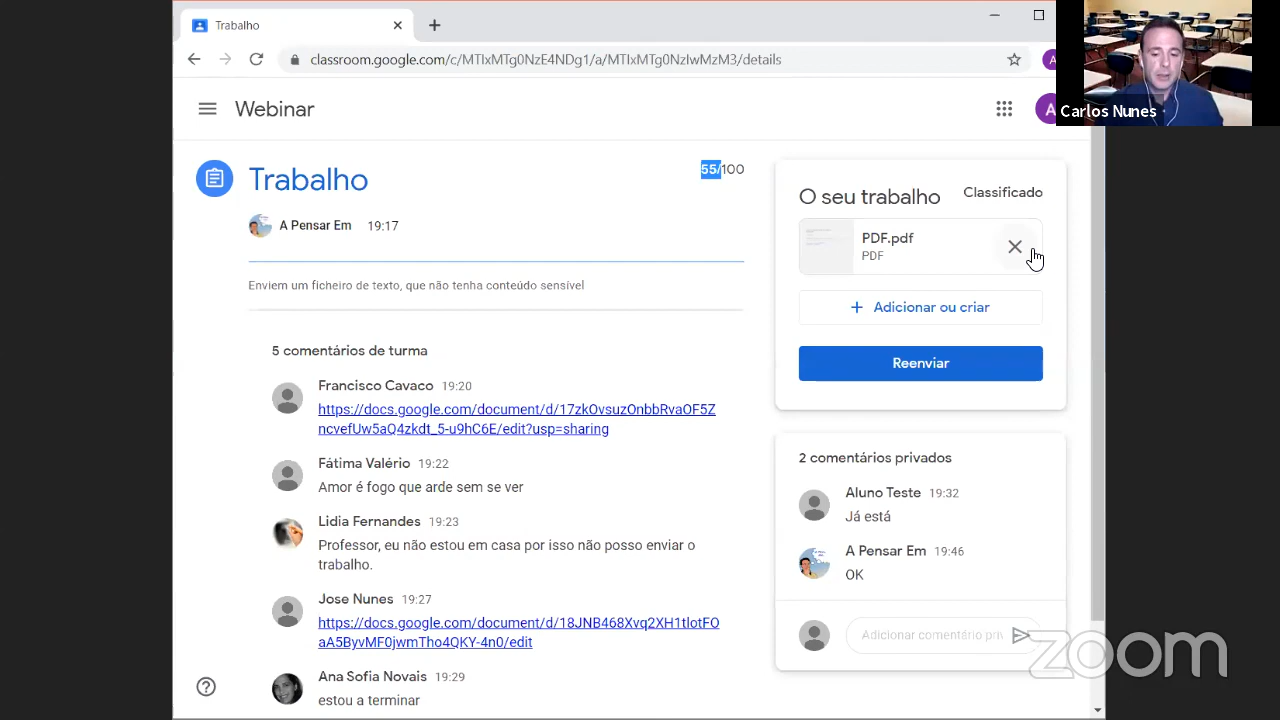 Trabalho
classroom.google.com/c/MTIxMTg0NzE4NDg1/a/MTIxMTg0NzIwMzM3/details
Carlos Nunes
Webinar
A
Trabalho
55/100
A Pensar Em 19:17
Enviem um ficheiro de texto, que não tenha conteúdo sensível
5 comentários de turma
Francisco Cavaco 19:20
https://docs.google.com/document/d/17zkOvsuzOnbbRvaOF5Z
ncvefUw5aQ4zkdt_5-u9hC6E/edit?usp=sharing
Fátima Valério 19:22
Amor é fogo que arde sem se ver
Lidia Fernandes 19:23
Professor, eu não estou em casa por isso não posso enviar o
trabalho.
Jose Nunes 19:27
https://docs.google.com/document/d/18JNB468Xvq2XH1tlotFO
aA5ByvMF0jwmTho4QKY-4n0/edit
Ana Sofia Novais 19:29
estou a terminar
O seu trabalho Classificado
PDF.pdf
PDF
+ Adicionar ou criar
Reenviar
2 comentários privados
Aluno Teste 19:32
Já está
A Pensar Em 19:46
OK
Adicionar comentário priv
zoom